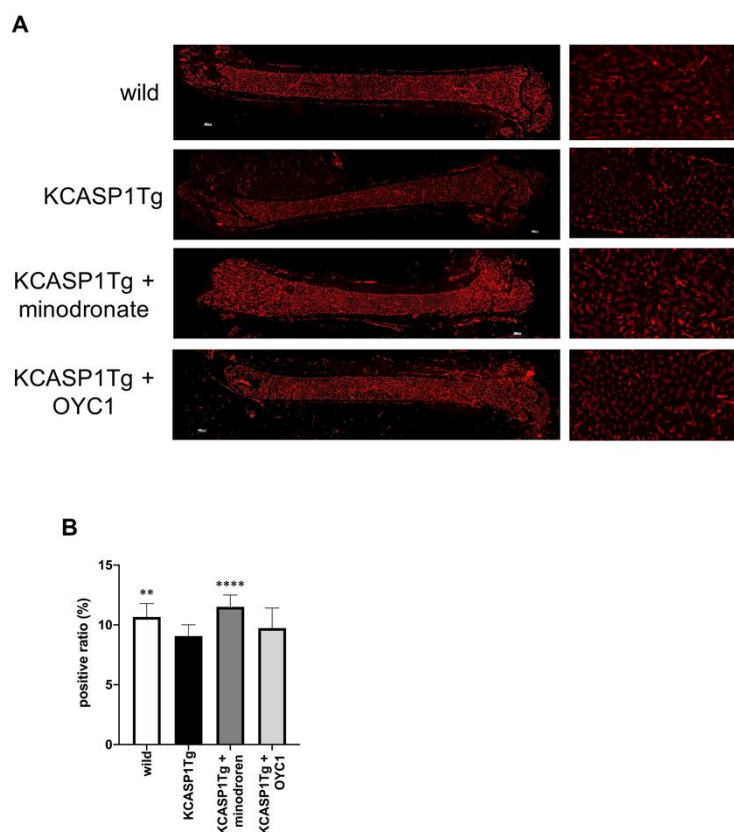 A
wild
KCASP1Tg
KCASP1Tg +
minodronate
KCASP1Tg +
OYC1
B
positive ratio (%)
15
10
5
0
**
****
wild
KCASP1Tg
KCASP1Tg +
minodroren
KCASP1Tg +
OYC1